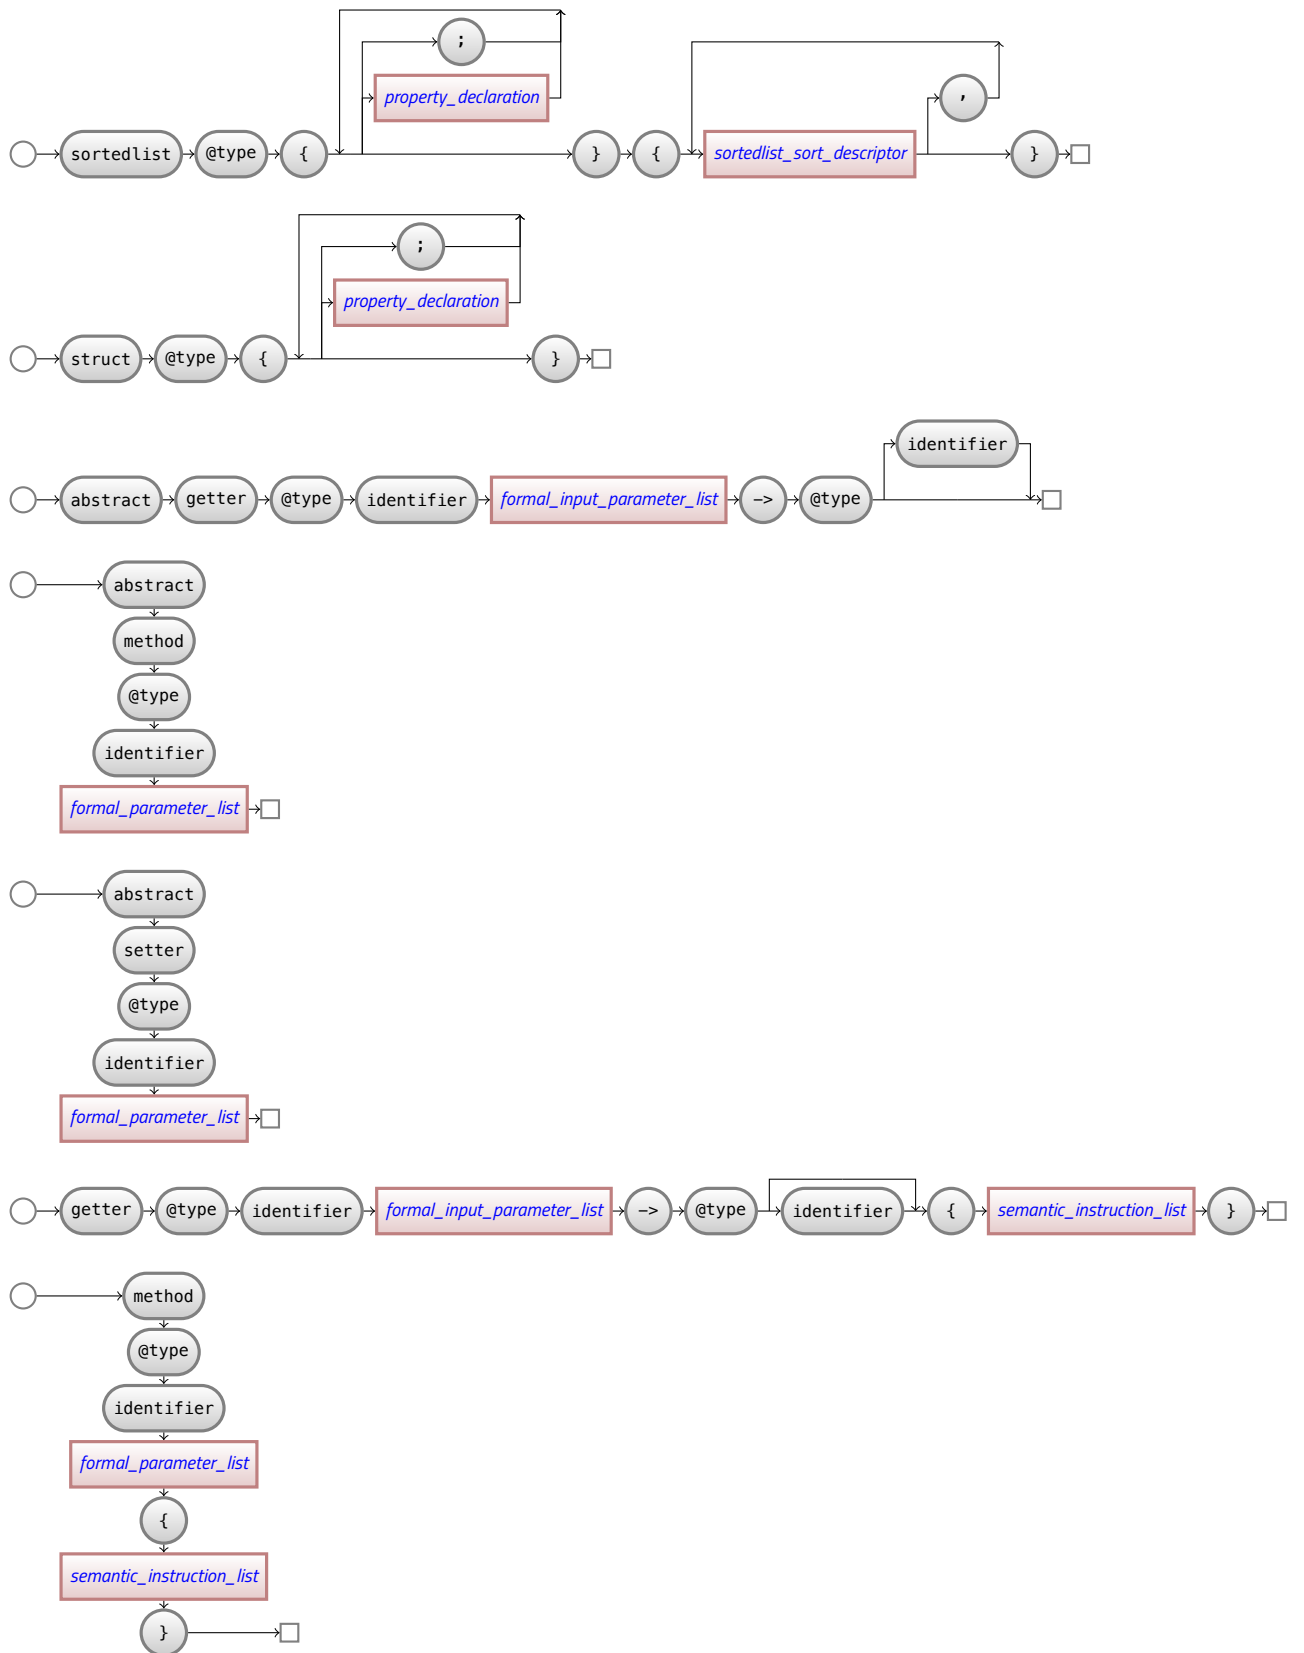 ;
property_declaration
,
sortedlist @type { } { sortedlist_sort_descriptor }
;
property_declaration
struct @type { }
identifier
abstract getter @type identifier formal_input_parameter_list -> @type
abstract
method
@type
identifier
formal_parameter_list
abstract
setter
@type
identifier
formal_parameter_list
getter @type identifier formal_input_parameter_list -> @type identifier { semantic_instruction_list }
method
@type
identifier
formal_parameter_list
{
semantic_instruction_list
}